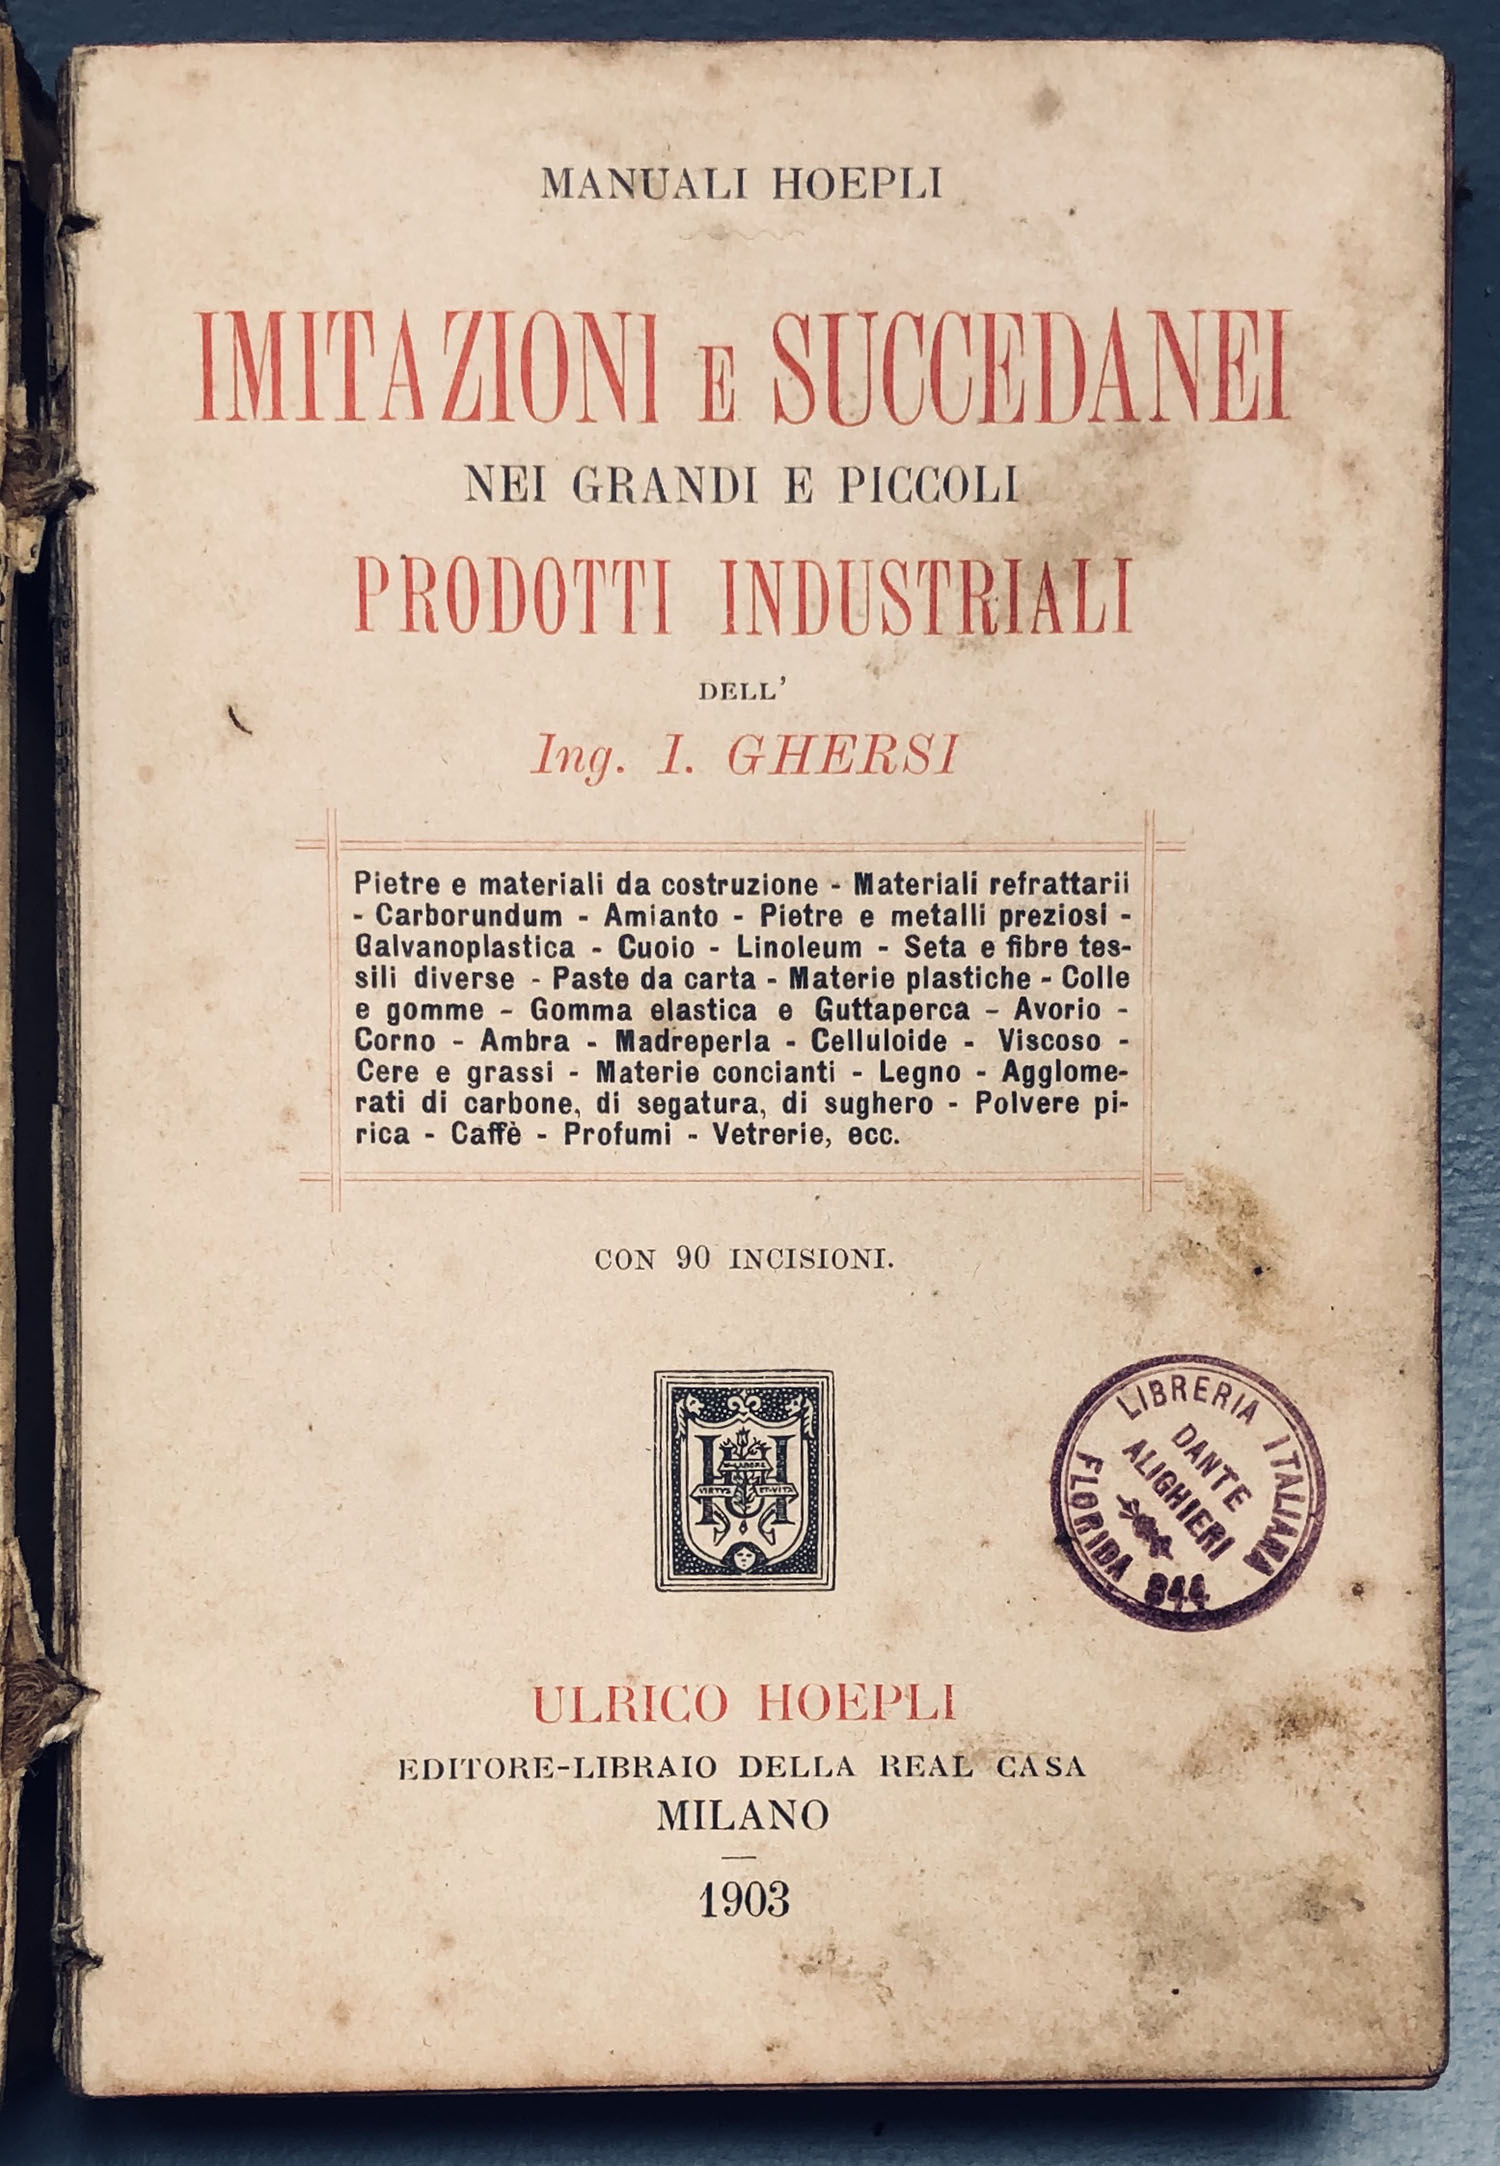 MANUALI HOEPLI
IMITAZIONI E SUCCEDANEI
NEI GRANDI E PICCOLI
PRODOTTI INDUSTRIALI
DELL'
Ing. I. GHERSI
Pietre e materiali da costruzione - Materiali refrattarii
- Carborundum - Amianto - Pietre e metalli preziosi -
Galvanoplastica - Cuoio - Linoleum - Seta e fibre tes-
sili diverse - Paste da carta - Materie plastiche - Colle
e gomme - Gomma elastica e Guttaperca - Avorio -
Corno - Ambra - Madreperla - Celluloide - Viscoso -
Cere e grassi - Materie concianti - Legno - Agglome-
rati di carbone, di segatura, di sughero - Polvere pi-
rica - Caffè - Profumi - Vetrerie, ecc.
CON 90 INCISIONI.
H H
LABORE
VIRTVS ET VITA
LIBRERIA ITALIANA
DANTE
ALIGHIERI
FLORIDA 844
ULRICO HOEPLI
EDITORE-LIBRAIO DELLA REAL CASA
MILANO
1903